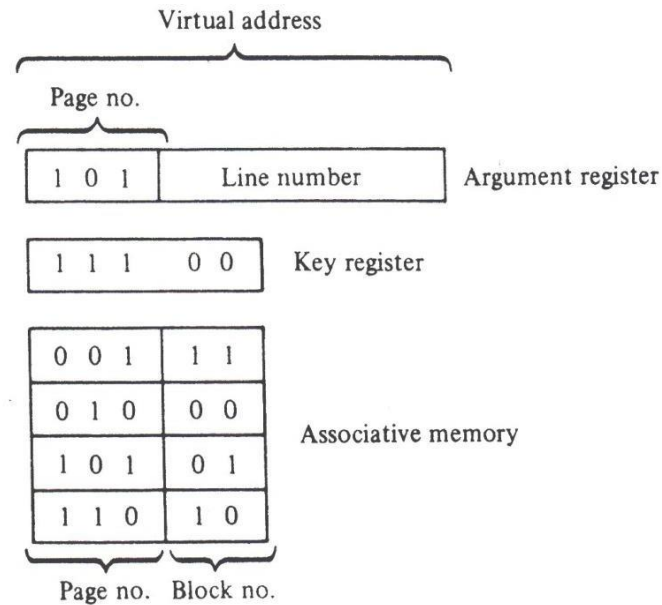 Virtual address
Page no.
1 0 1 Line number Argument register
1 1 1 0 0 Key register
0 0 1 1 1
0 1 0 0 0
Associative memory
1 0 1 0 1
1 1 0 1 0
Page no. Block no.